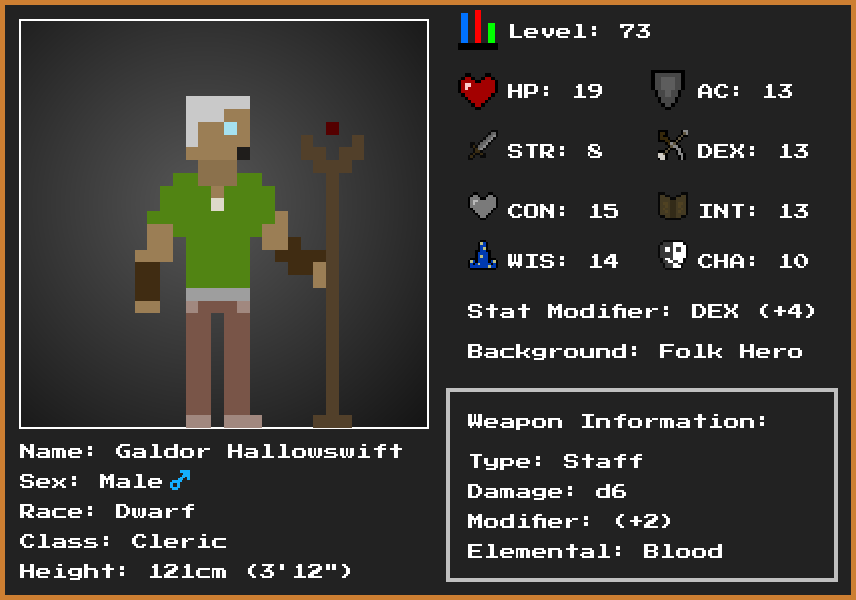 Level: 73
HP: 19 AC: 13
STR: 8 DEX: 13
CON: 15 INT: 13
WIS: 14 CHA: 10
Stat Modifier: DEX (+4)
Background: Folk Hero
Weapon Information:
Type: Staff
Damage: d6
Modifier: (+2)
Elemental: Blood
Name: Galdor Hallowswift
Sex: Male ♂
Race: Dwarf
Class: Cleric
Height: 121cm (3'12")